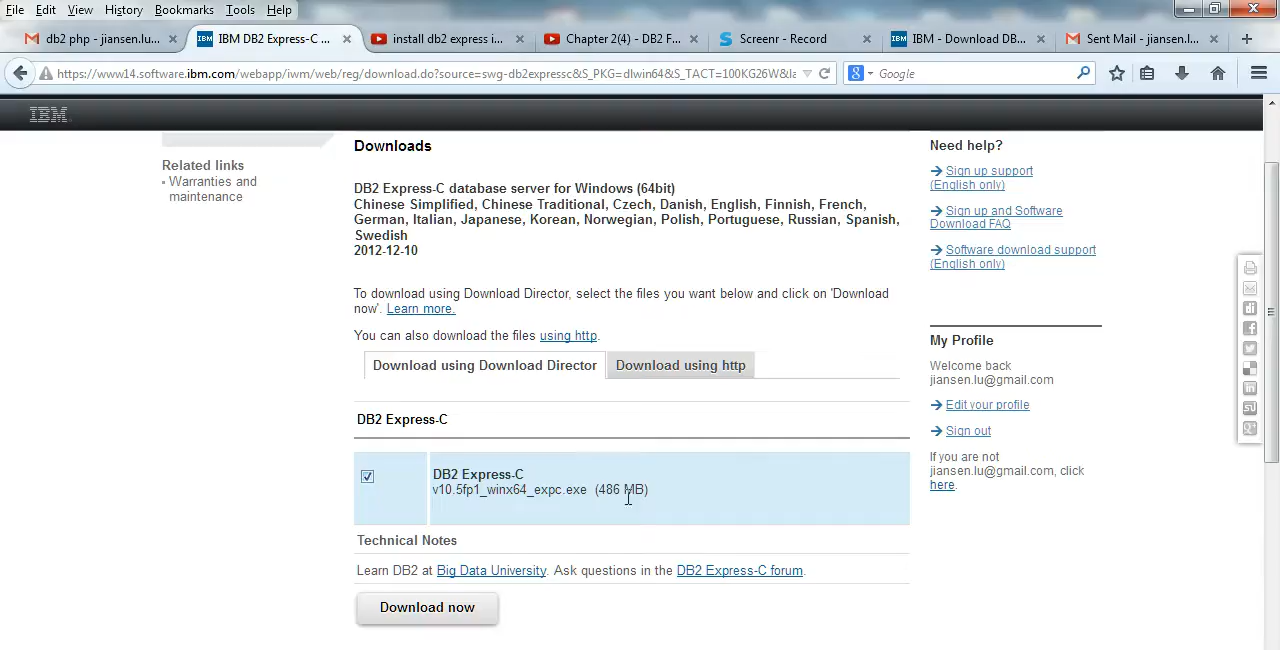 File Edit View History Bookmarks Tools Help
db2 php - jiansen.lu...
IBM DB2 Express-C ...
install db2 express i...
Chapter 2(4) - DB2 F...
Screenr - Record
IBM - Download DB...
Sent Mail - jiansen.l...
https://www14.software.ibm.com/webapp/iwm/web/reg/download.do?source=swg-db2expressc&S_PKG=dlwin64&S_TACT=100KG26W&la
Google
IBM
Related links
Warranties and
maintenance
Downloads
DB2 Express-C database server for Windows (64bit)
Chinese Simplified, Chinese Traditional, Czech, Danish, English, Finnish, French,
German, Italian, Japanese, Korean, Norwegian, Polish, Portuguese, Russian, Spanish,
Swedish
2012-12-10
To download using Download Director, select the files you want below and click on 'Download
now'. Learn more.
You can also download the files using http.
Download using Download Director
Download using http
DB2 Express-C
DB2 Express-C
v10.5fp1_winx64_expc.exe (486 MB)
Technical Notes
Learn DB2 at Big Data University. Ask questions in the DB2 Express-C forum.
Download now
Need help?
Sign up support
(English only)
Sign up and Software
Download FAQ
Software download support
(English only)
My Profile
Welcome back
jiansen.lu@gmail.com
Edit your profile
Sign out
If you are not
jiansen.lu@gmail.com, click
here.